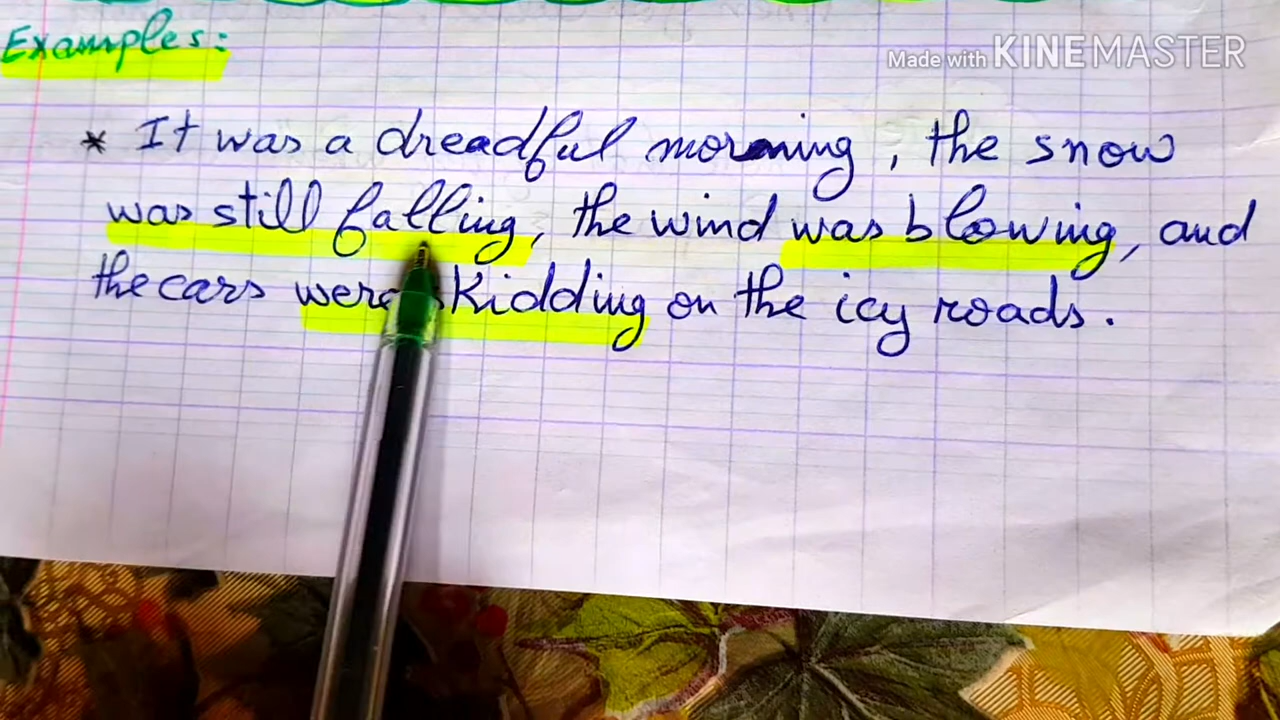 Examples:
Made with KINEMASTER
* It was a dreadful morning, the snow
was still falling, the wind was blowing, and
the cars were skidding on the icy roads.